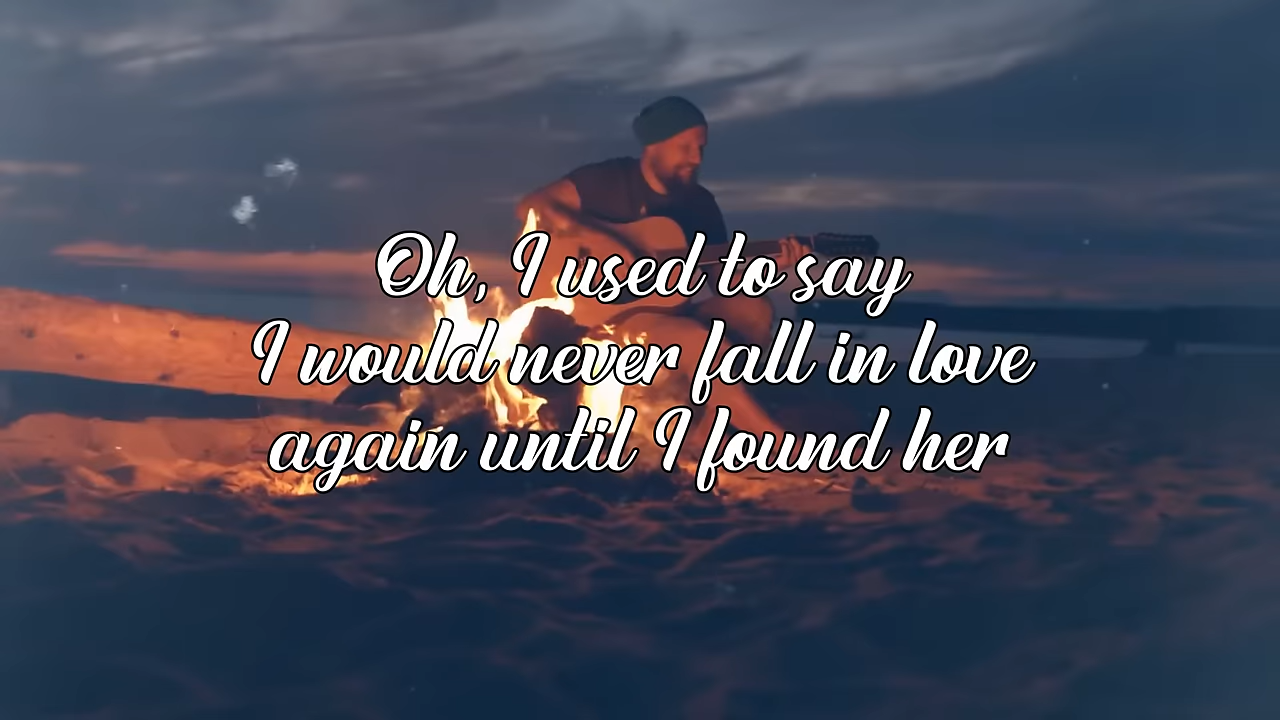 Oh, I used to say
I would never fall in love
again until I found her